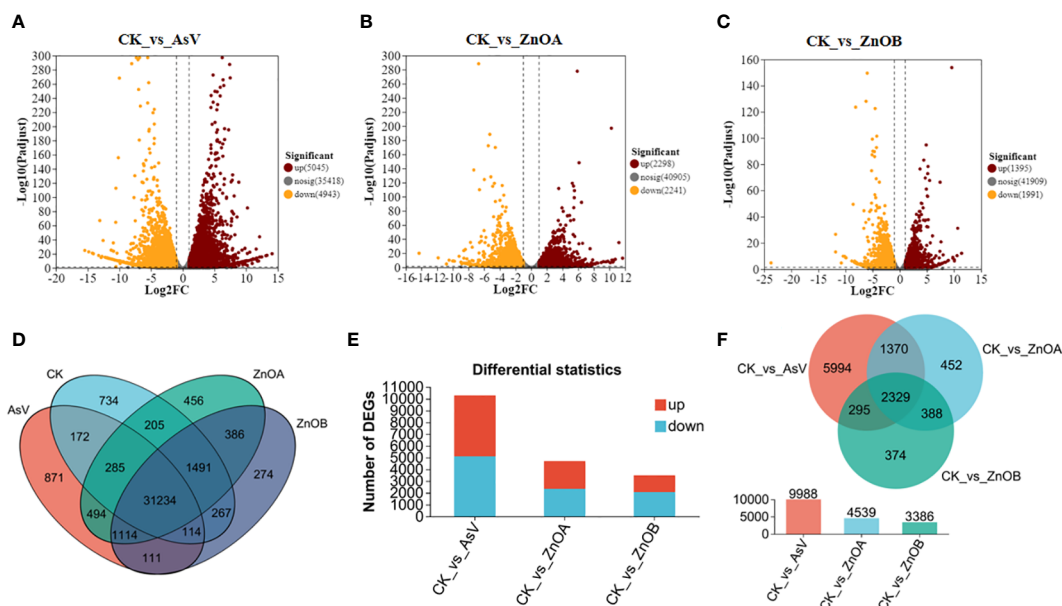 A
CK_vs_AsV
-Log10(Padjust)
300
280
260
240
220
200
180
160
140
120
100
80
60
40
20
0
-20 -15 -10 -5 0 5 10 15
Log2FC
Significant
up(5045)
nosig(35418)
down(4943)
B
CK_vs_ZnOA
-Log10(Padjust)
300
280
260
240
220
200
180
160
140
120
100
80
60
40
20
0
-16 -14 -12 -10 -8 -6 -4 -2 0 2 4 6 8 10 12
Log2FC
Significant
up(2298)
nosig(40905)
down(2241)
C
CK_vs_ZnOB
-Log10(Padjust)
160
140
120
100
80
60
40
20
0
-25 -20 -15 -10 -5 0 5 10 15
Log2FC
Significant
up(1395)
nosig(41909)
down(1991)
D
CK
ZnOA
AsV
ZnOB
734
456
172
205
386
871
285
1491
274
31234
494
267
1114
114
111
E
Differential statistics
Number of DEGs
11000
10000
9000
8000
7000
6000
5000
4000
3000
2000
1000
0
up
down
CK_vs_AsV
CK_vs_ZnOA
CK_vs_ZnOB
F
CK_vs_AsV
CK_vs_ZnOA
CK_vs_ZnOB
5994
1370
452
2329
295
388
374
10000
5000
0
9988
4539
3386
CK_vs_AsV
CK_vs_ZnOA
CK_vs_ZnOB